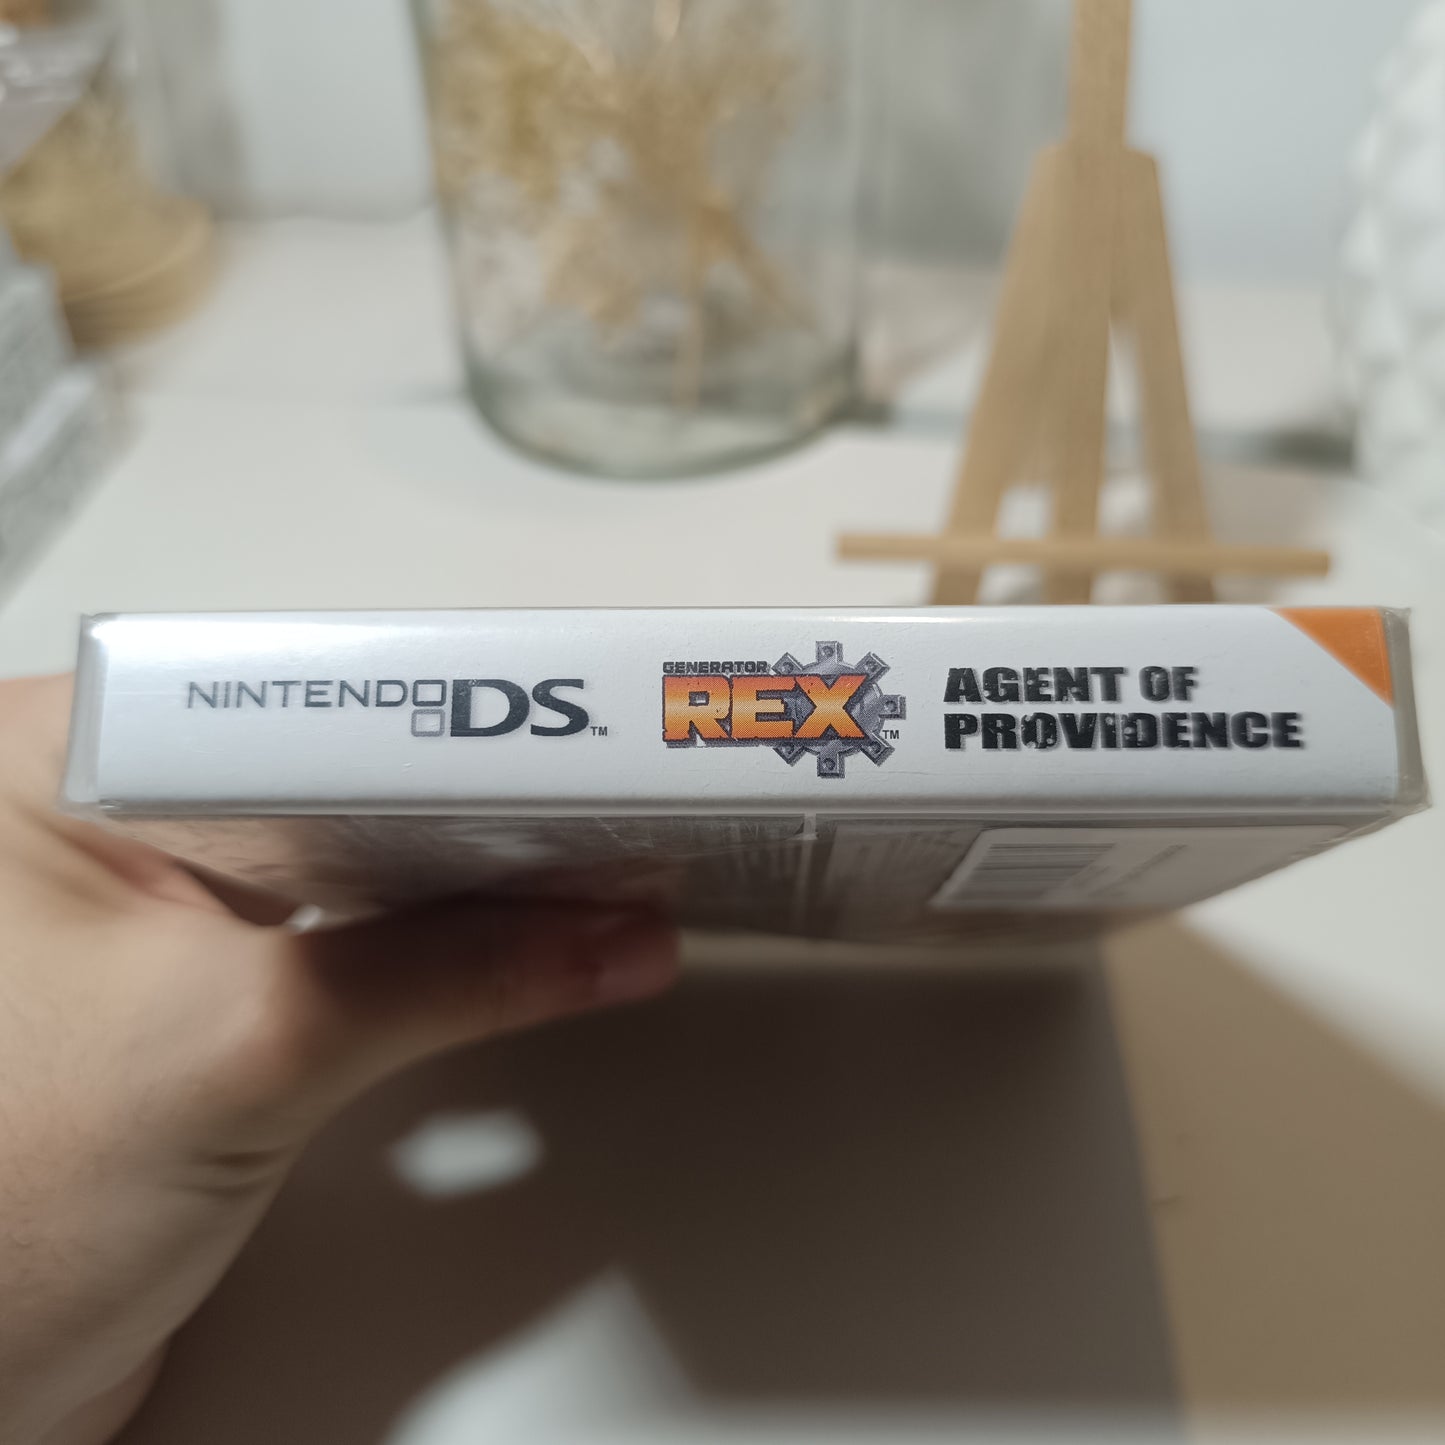 NINTENDO DS™
GENERATOR
REX™
AGENT OF
PROVIDENCE